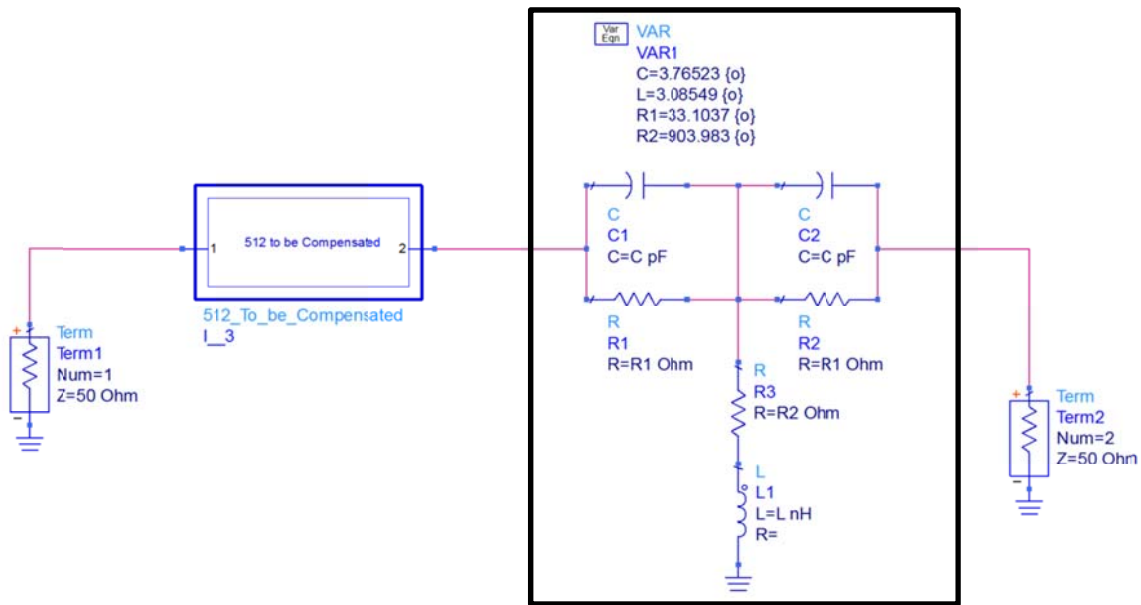 Var
Eqn
VAR
VAR1
C=3.76523 {o}
L=3.08549 {o}
R1=33.1037 {o}
R2=903.983 {o}
1
512 to be Compensated
2
512_To_be_Compensated
I__3
+
Term
Term1
Num=1
Z=50 Ohm
-
C
C1
C=C pF
C
C2
C=C pF
R
R1
R=R1 Ohm
R
R2
R=R1 Ohm
R
R3
R=R2 Ohm
L
L1
L=L nH
R=
+
Term
Term2
Num=2
Z=50 Ohm
-